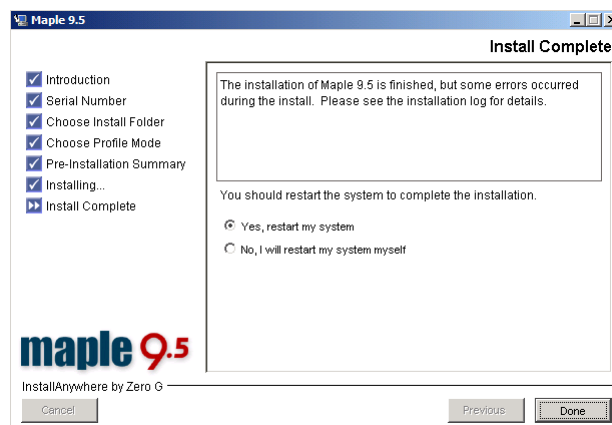 Maple 9.5
Install Complete
Introduction
Serial Number
Choose Install Folder
Choose Profile Mode
Pre-Installation Summary
Installing...
Install Complete
The installation of Maple 9.5 is finished, but some errors occurred
during the install. Please see the installation log for details.
You should restart the system to complete the installation.
Yes, restart my system
No, I will restart my system myself
maple 9.5
InstallAnywhere by Zero G
Cancel
Previous
Done